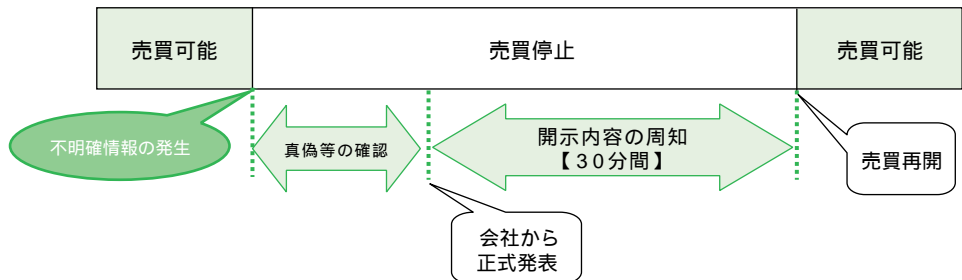 売買可能
売買停止
売買可能
不明確情報の発生
真偽等の確認
開示内容の周知
【30分間】
売買再開
会社から
正式発表